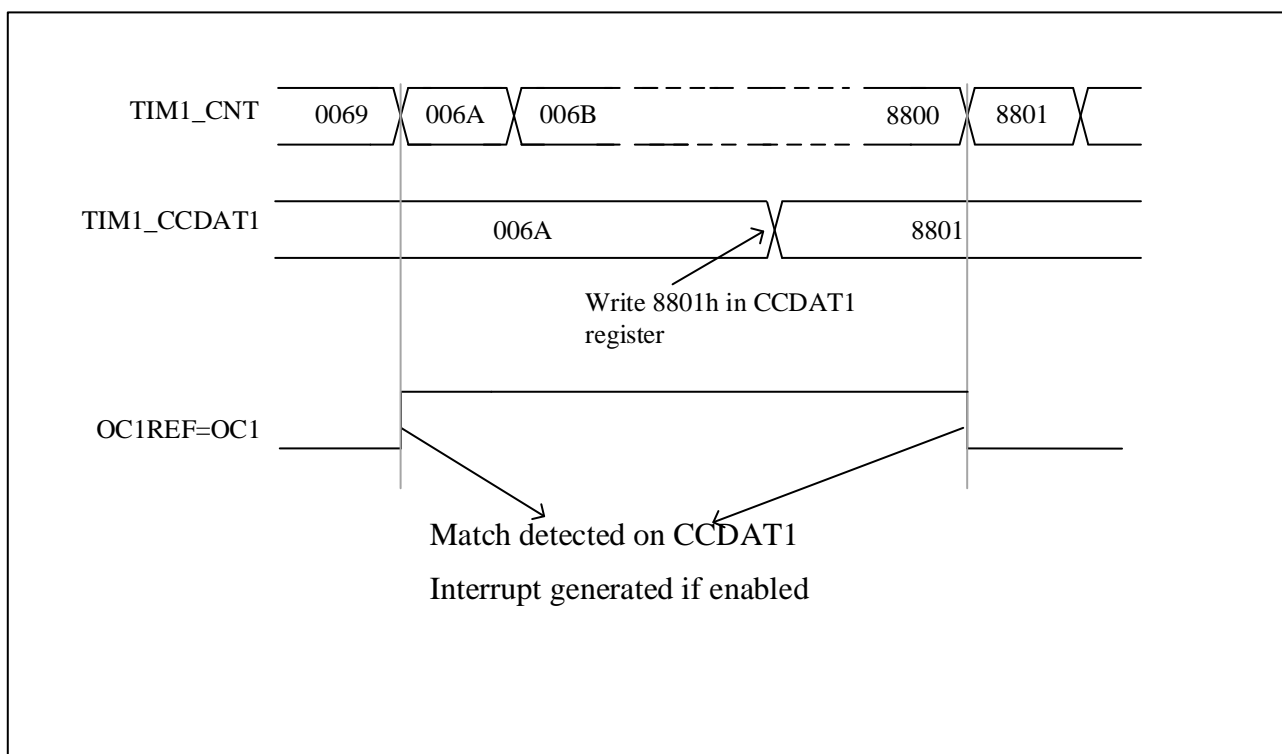 TIM1_CNT 0069 006A 006B 8800 8801
TIM1_CCDAT1 006A 8801
Write 8801h in CCDAT1
register
OC1REF=OC1
Match detected on CCDAT1
Interrupt generated if enabled